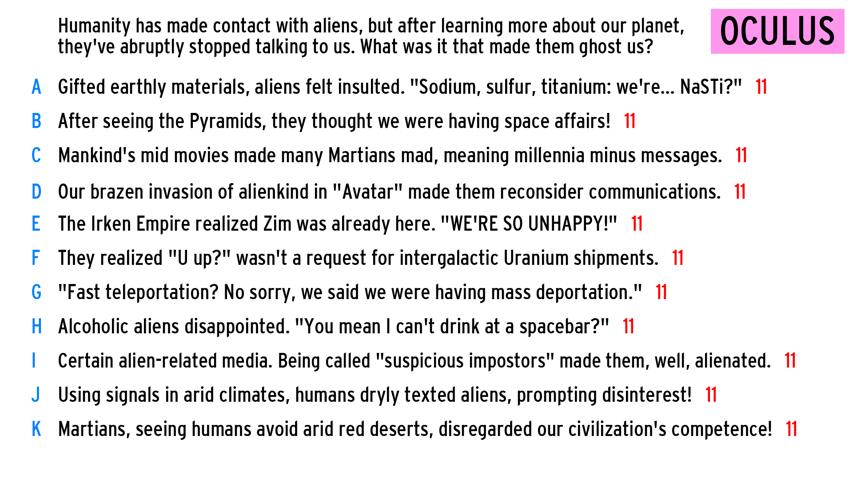 Humanity has made contact with aliens, but after learning more about our planet,
they've abruptly stopped talking to us. What was it that made them ghost us?
OCULUS
A Gifted earthly materials, aliens felt insulted. "Sodium, sulfur, titanium: we're... NaSTi?" 11
B After seeing the Pyramids, they thought we were having space affairs! 11
C Mankind's mid movies made many Martians mad, meaning millennia minus messages. 11
D Our brazen invasion of alienkind in "Avatar" made them reconsider communications. 11
E The Irken Empire realized Zim was already here. "WE'RE SO UNHAPPY!" 11
F They realized "U up?" wasn't a request for intergalactic Uranium shipments. 11
G "Fast teleportation? No sorry, we said we were having mass deportation." 11
H Alcoholic aliens disappointed. "You mean I can't drink at a spacebar?" 11
I Certain alien-related media. Being called "suspicious impostors" made them, well, alienated. 11
J Using signals in arid climates, humans dryly texted aliens, prompting disinterest! 11
K Martians, seeing humans avoid arid red deserts, disregarded our civilization's competence! 11